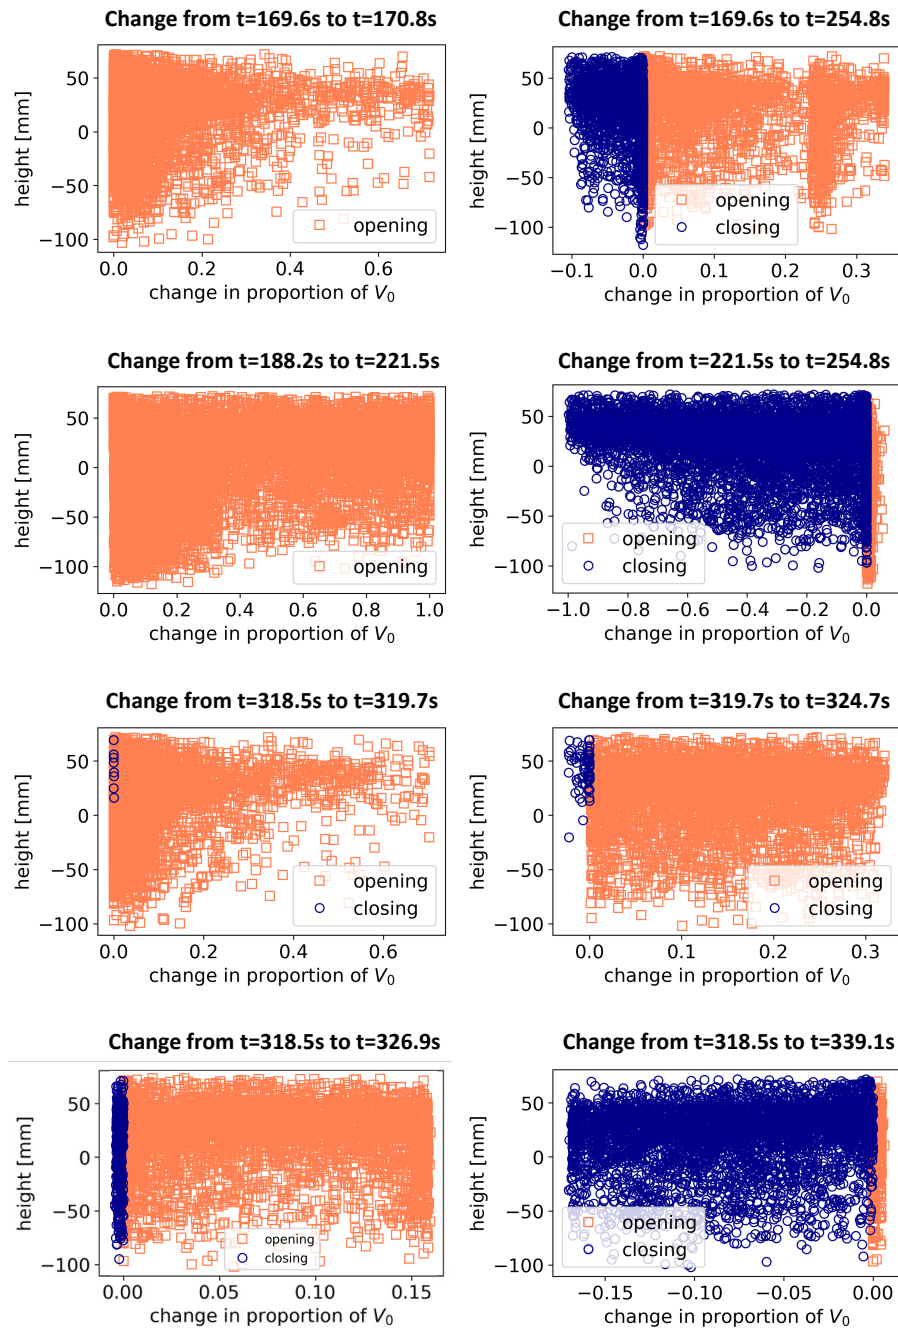 Change from t=169.6s to t=170.8s
height [mm]
50
0
−50
−100
opening
0.0 0.2 0.4 0.6
change in proportion of V₀
Change from t=169.6s to t=254.8s
height [mm]
50
0
−50
−100
opening
closing
−0.1 0.0 0.1 0.2 0.3
change in proportion of V₀
Change from t=188.2s to t=221.5s
height [mm]
50
0
−50
−100
opening
0.0 0.2 0.4 0.6 0.8 1.0
change in proportion of V₀
Change from t=221.5s to t=254.8s
height [mm]
50
0
−50
−100
opening
closing
−1.0 −0.8 −0.6 −0.4 −0.2 0.0
change in proportion of V₀
Change from t=318.5s to t=319.7s
height [mm]
50
0
−50
−100
opening
closing
0.0 0.2 0.4 0.6
change in proportion of V₀
Change from t=319.7s to t=324.7s
height [mm]
50
0
−50
−100
opening
closing
0.0 0.1 0.2 0.3
change in proportion of V₀
Change from t=318.5s to t=326.9s
height [mm]
50
0
−50
−100
opening
closing
0.00 0.05 0.10 0.15
change in proportion of V₀
Change from t=318.5s to t=339.1s
height [mm]
50
0
−50
−100
opening
closing
−0.15 −0.10 −0.05 0.00
change in proportion of V₀